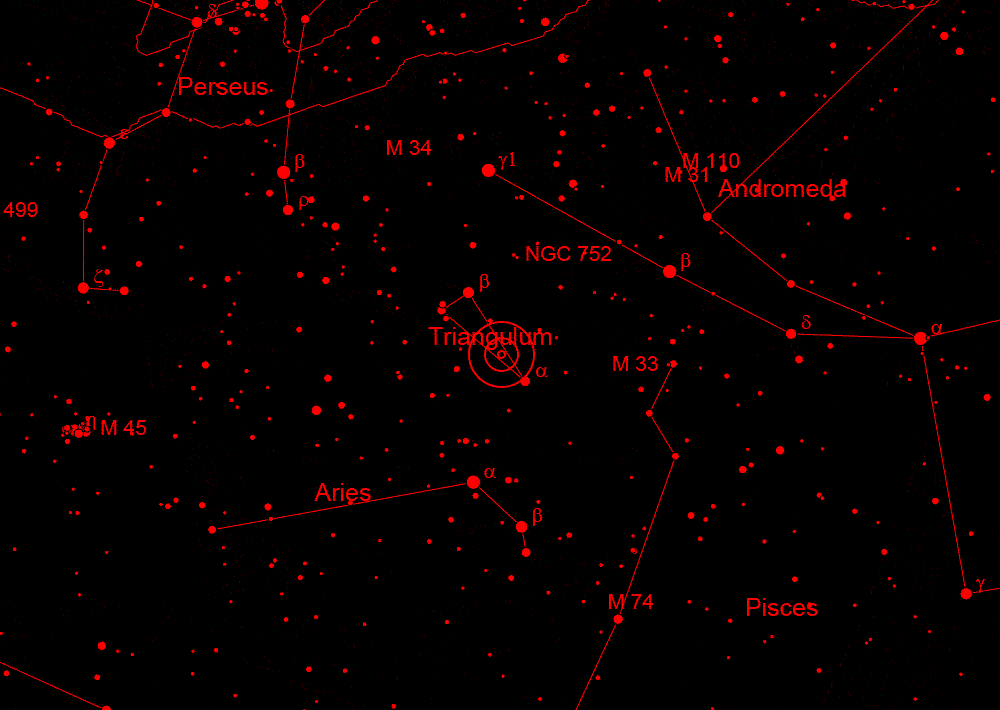 δ
Perseus
ε
M 34
β
γ1
M 110
M 31
Andromeda
ρ
499
NGC 752
β
ζ
β
δ
α
Triangulum
M 33
α
η
M 45
α
Aries
β
γ
M 74
Pisces